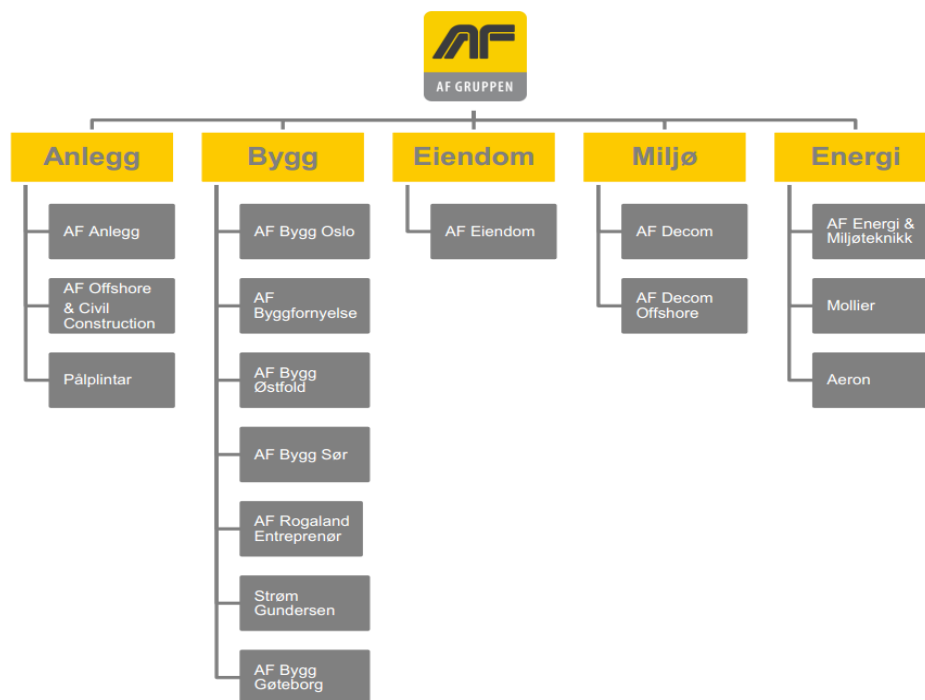 AF
AF GRUPPEN
Anlegg
AF Anlegg
AF Offshore
& Civil
Construction
Pålplintar
Bygg
AF Bygg Oslo
AF
Byggfornyelse
AF Bygg
Østfold
AF Bygg Sør
AF Rogaland
Entreprenør
Strøm
Gundersen
AF Bygg
Gøteborg
Eiendom
AF Eiendom
Miljø
AF Decom
AF Decom
Offshore
Energi
AF Energi &
Miljøteknikk
Mollier
Aeron